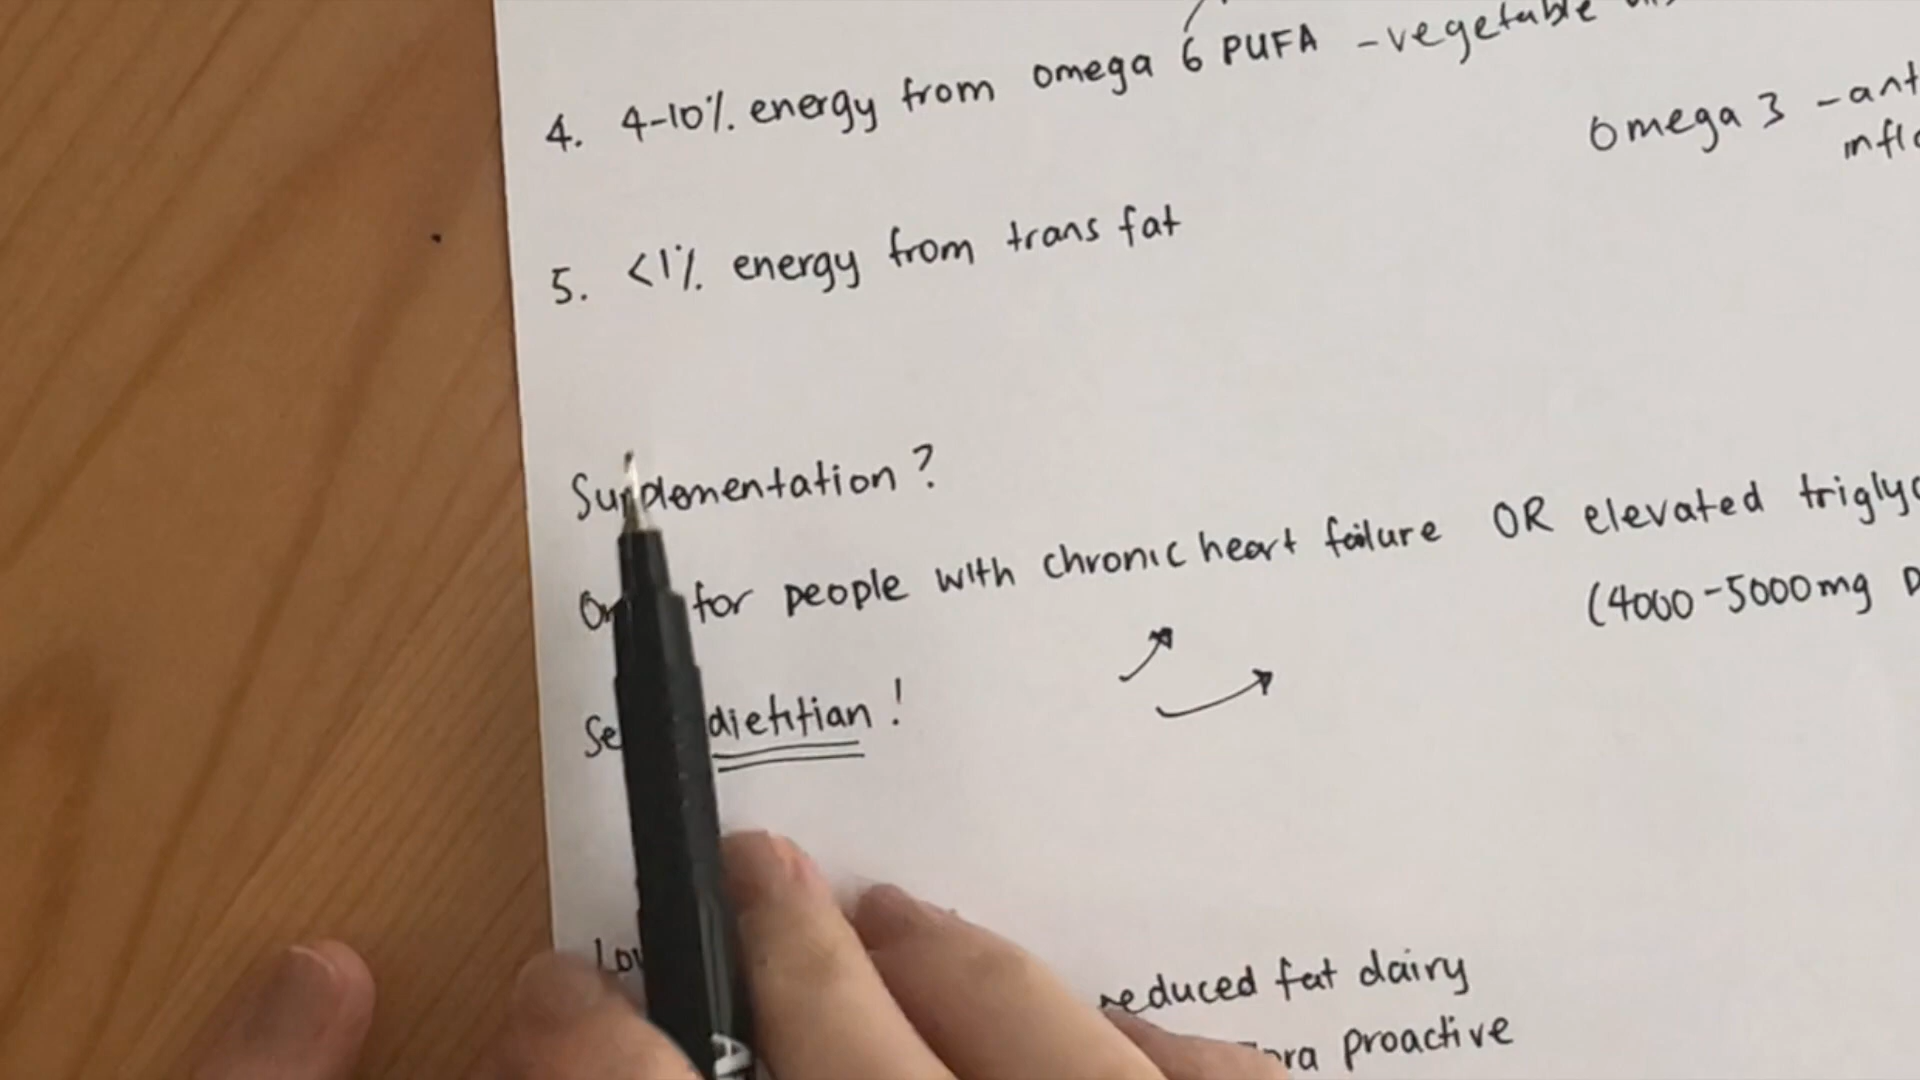 4. 4-10% energy from omega 6 PUFA - vegetable
Omega 3 - ant
infl
5. <1% energy from trans fat
Supplementation?
for people with chronic heart failure OR elevated triglyc
(4000-5000mg
dietitian!
reduced fat dairy
proactive